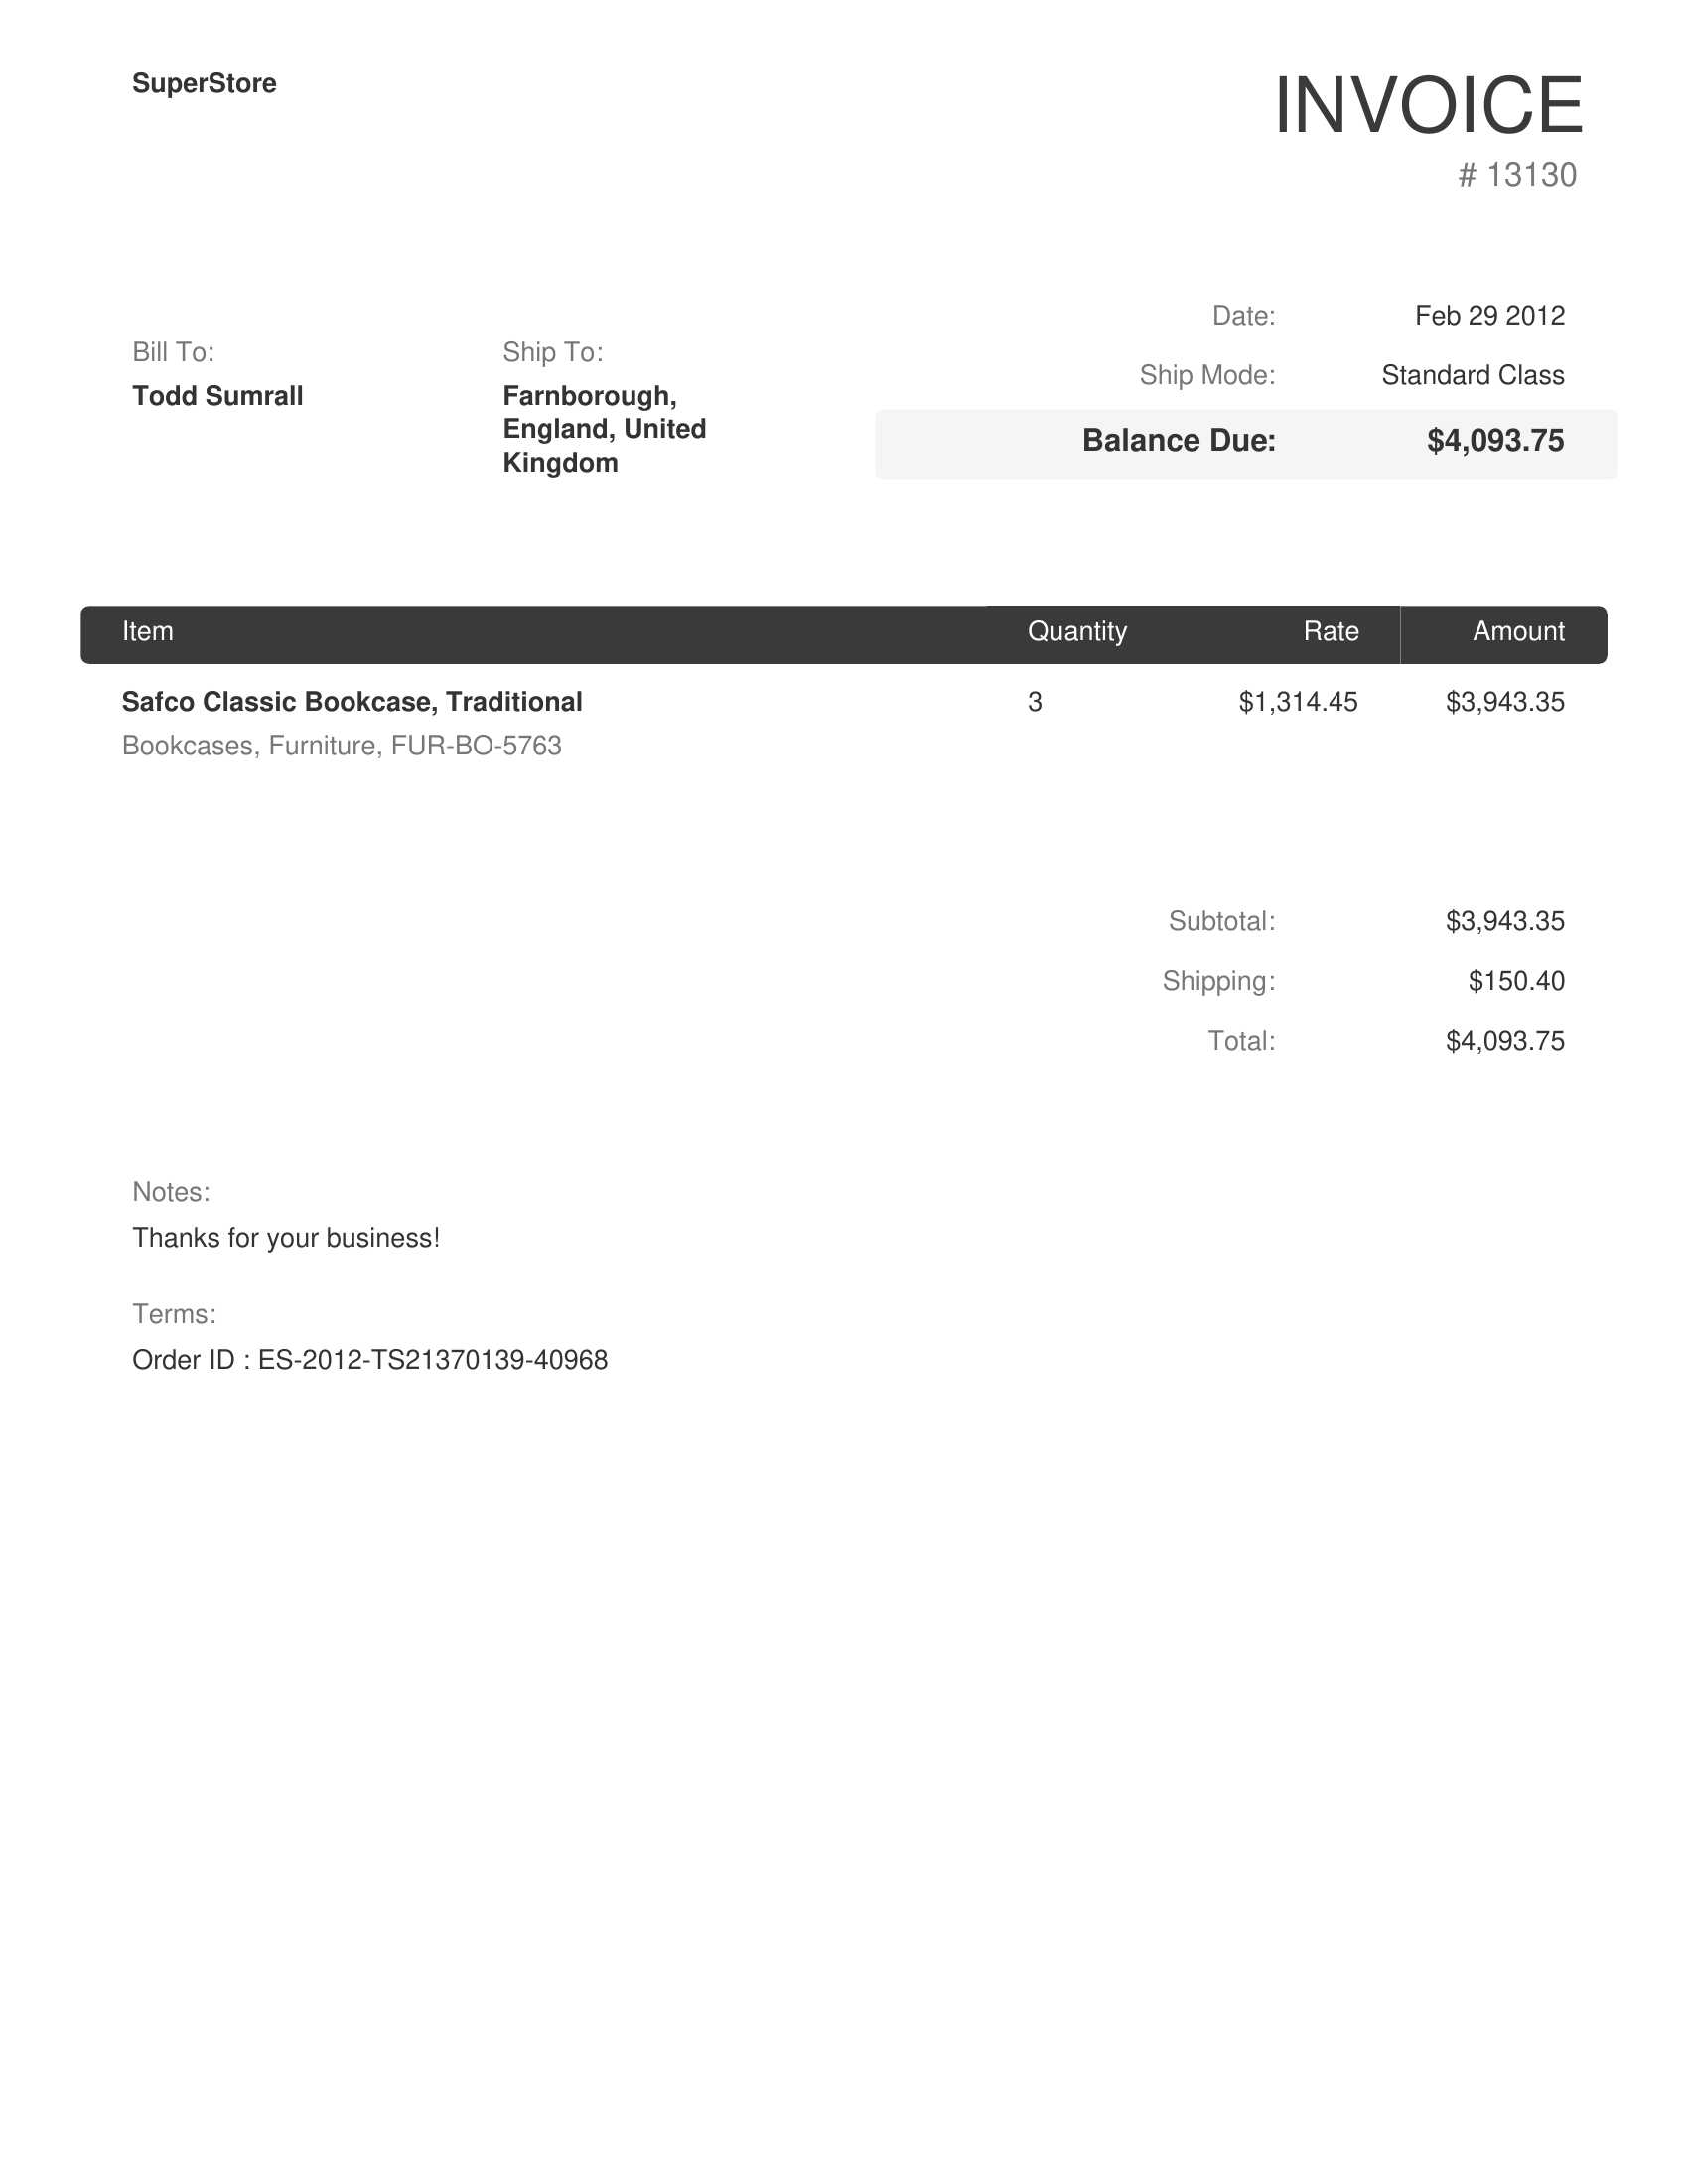 SuperStore
INVOICE
# 13130
Date: Feb 29 2012
Ship Mode: Standard Class
Balance Due: $4,093.75
Bill To:
Todd Sumrall
Ship To:
Farnborough,
England, United
Kingdom
Item Quantity Rate Amount
Safco Classic Bookcase, Traditional 3 $1,314.45 $3,943.35
Bookcases, Furniture, FUR-BO-5763
Subtotal: $3,943.35
Shipping: $150.40
Total: $4,093.75
Notes:
Thanks for your business!
Terms:
Order ID : ES-2012-TS21370139-40968